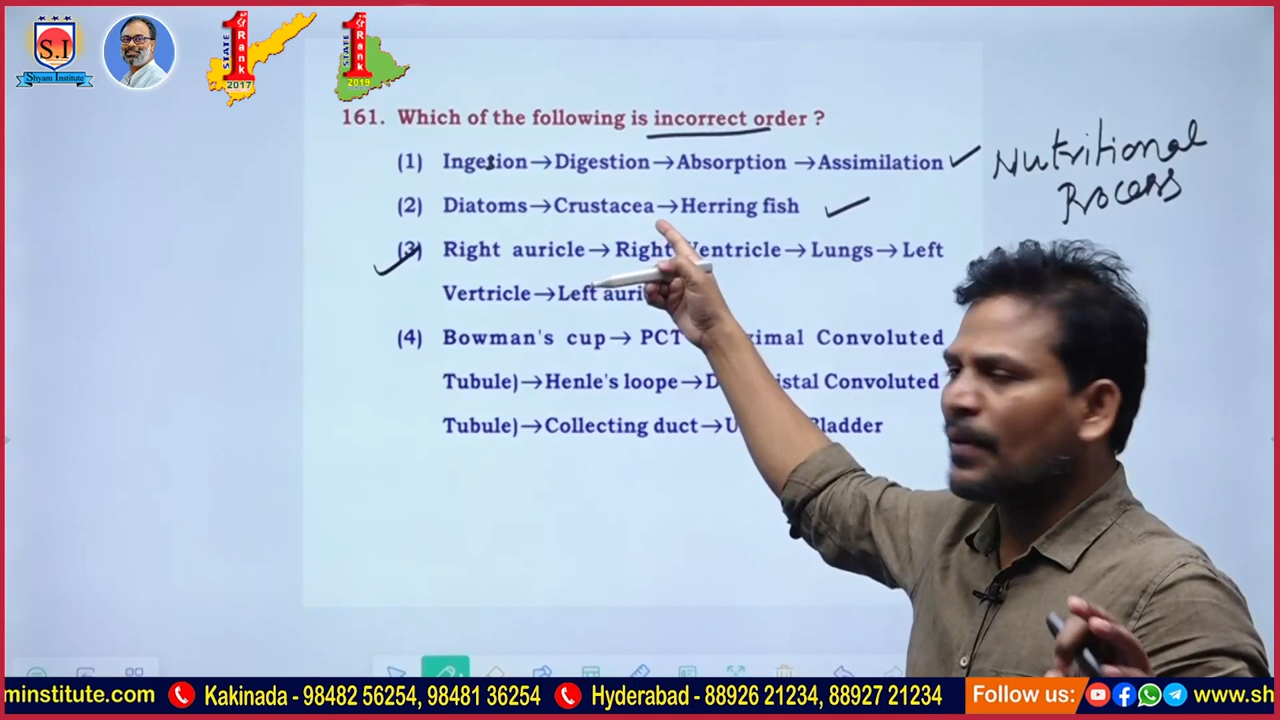 S.I
Shyam Institute
STATE 1st Rank 2017
STATE 1st Rank 2019
161. Which of the following is incorrect order ?
(1) Ingesion→Digestion→Absorption →Assimilation
Nutritional
Process
(2) Diatoms→Crustacea→Herring fish
(3) Right auricle→Right Ventricle→Lungs→Left
Vertricle→Left auri
(4) Bowman's cup→ PCT imal Convoluted
Tubule)→Henle's loope→D istal Convoluted
Tubule)→Collecting duct→U Bladder
minstitute.com Kakinada - 98482 56254, 98481 36254 Hyderabad - 88926 21234, 88927 21234 Follow us: www.sh